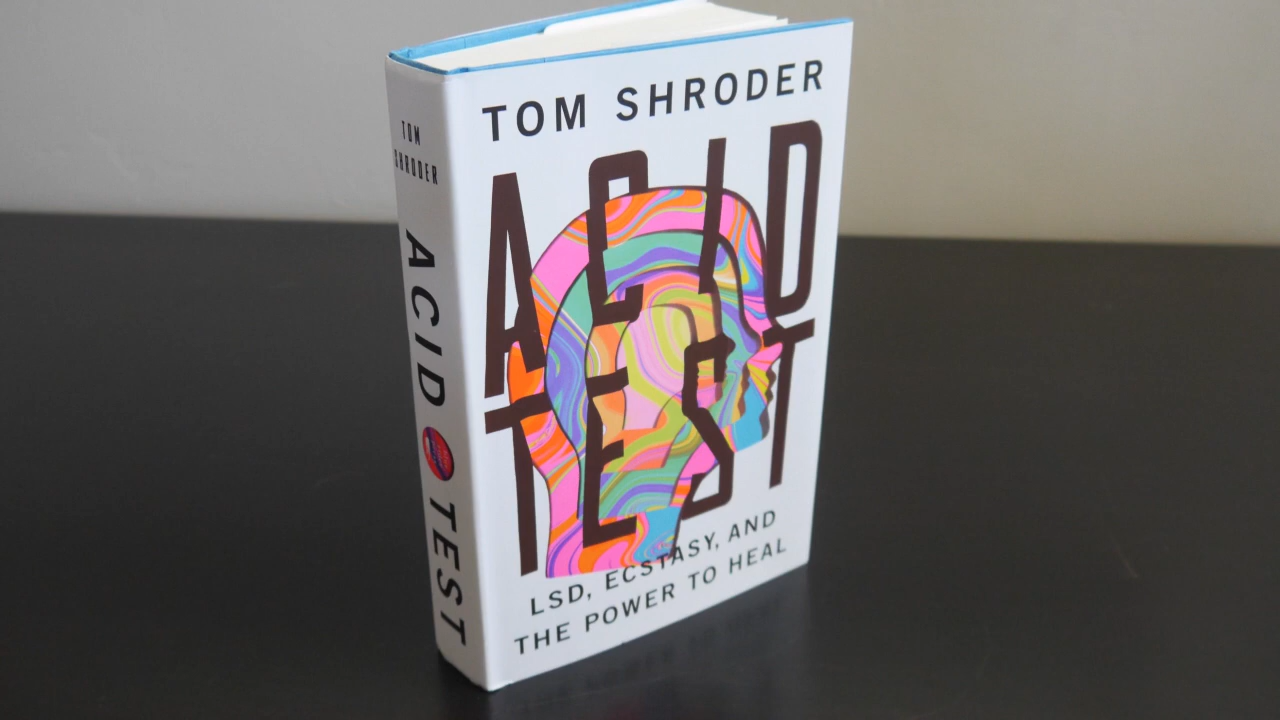 TOM SHRODER
ACID
TEST
LSD, ECSTASY, AND
THE POWER TO HEAL
TOM
SHRODER
ACID TEST